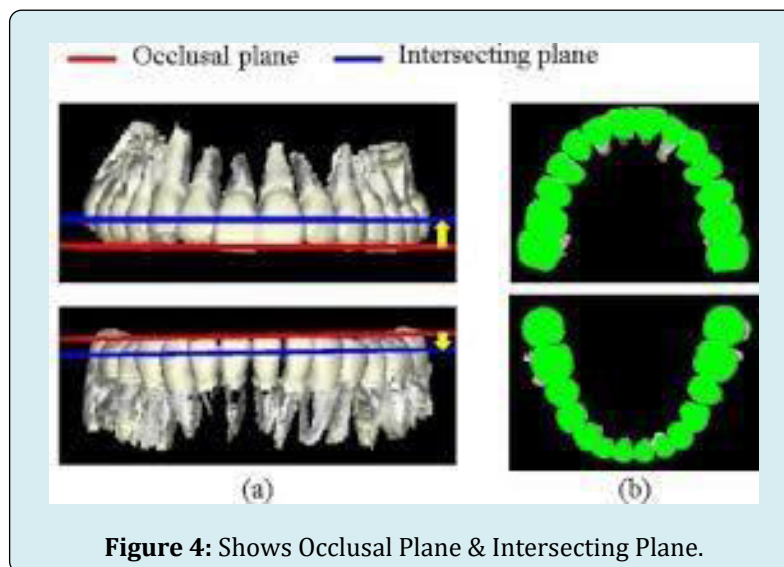 Occlusal plane Intersecting plane
(a) (b)
Figure 4: Shows Occlusal Plane & Intersecting Plane.